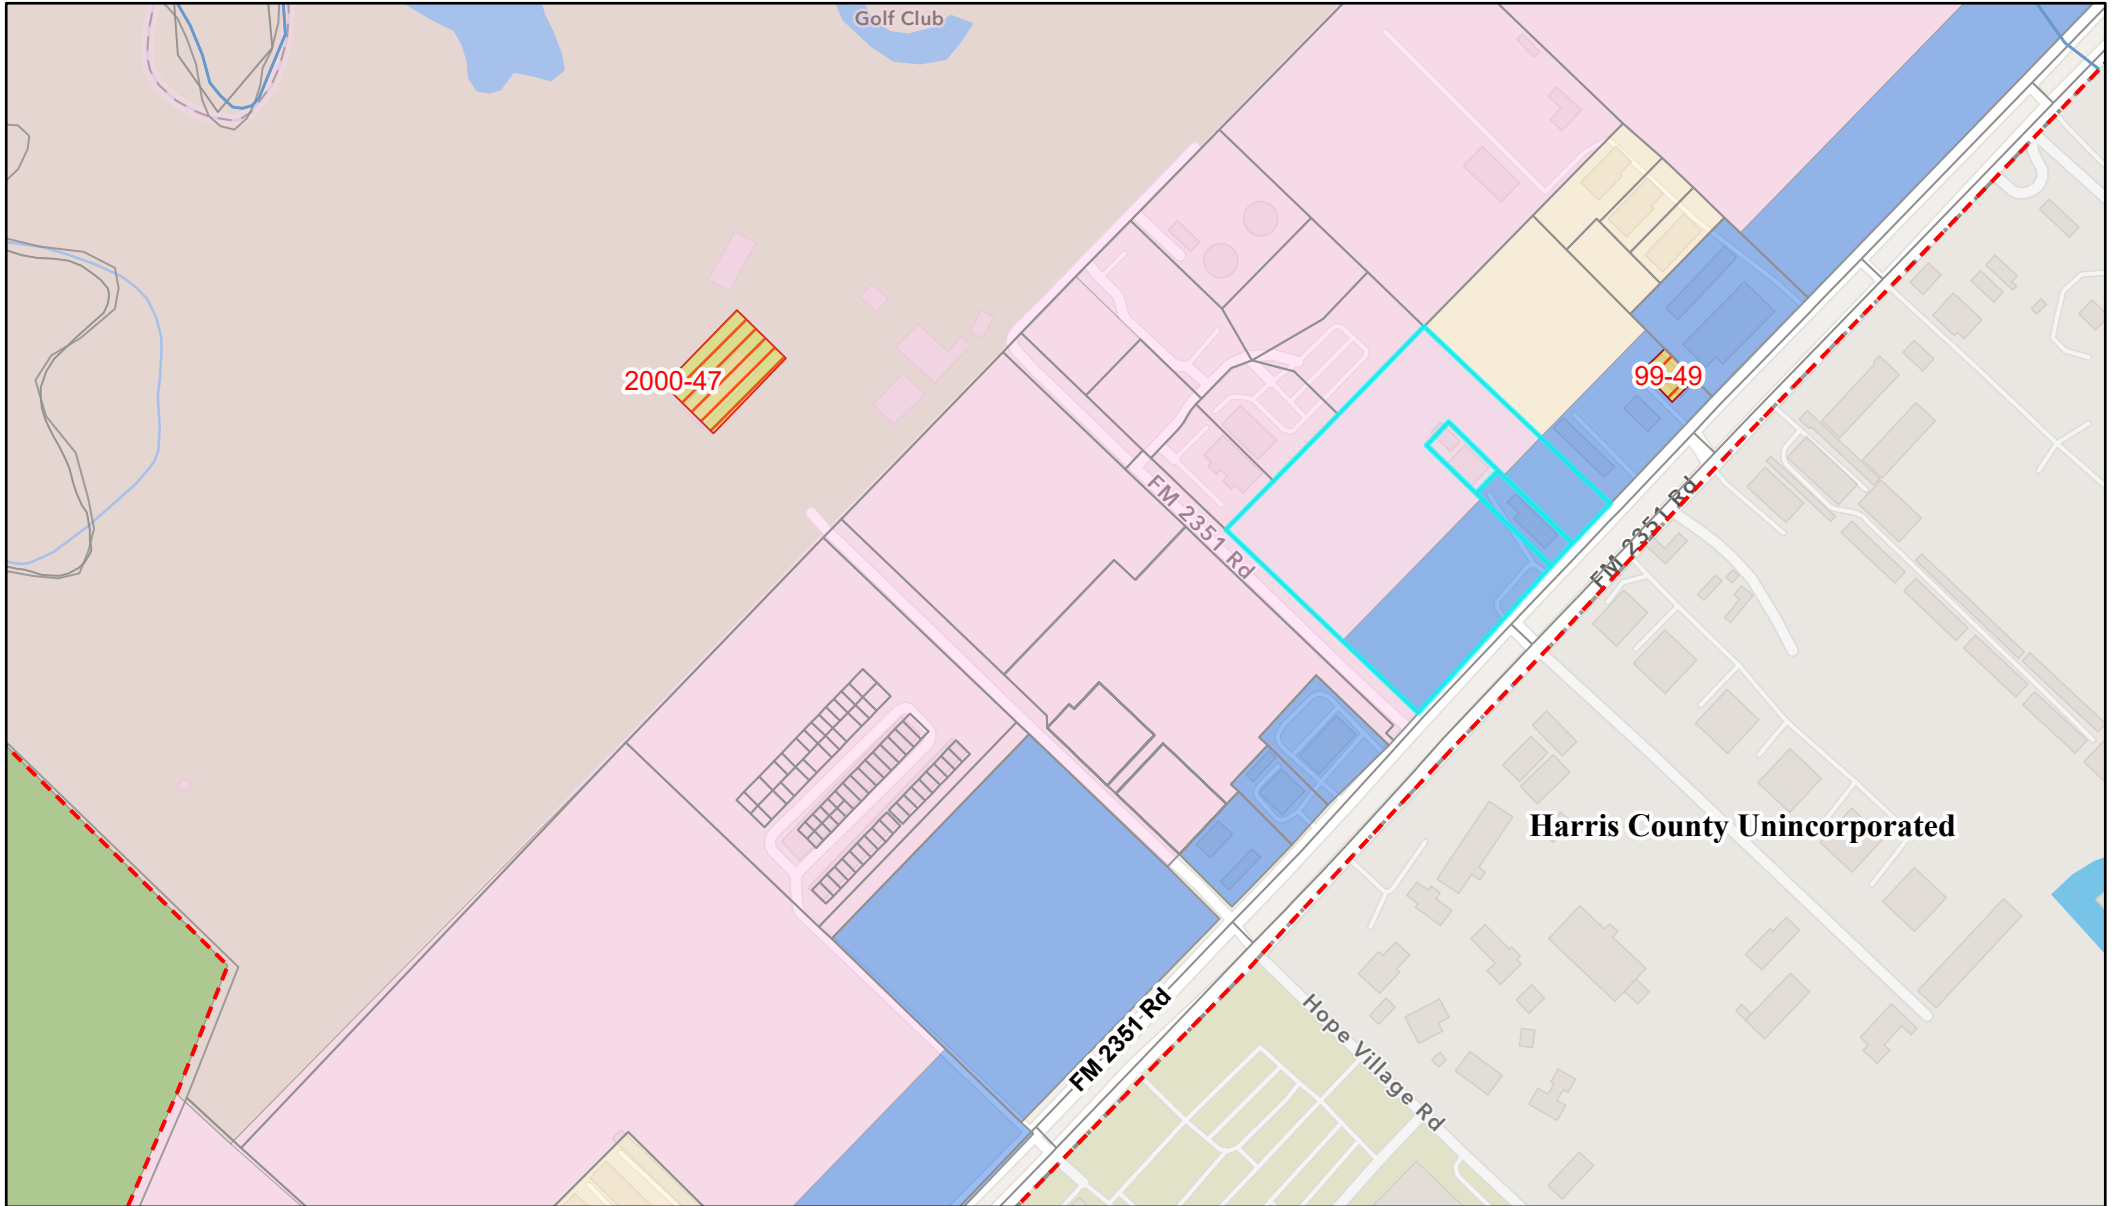 Golf Club
2000-47
99-49
FM 2351 Rd
FM 2351 Rd
Harris County Unincorporated
FM 2351 Rd
Hope Village Rd